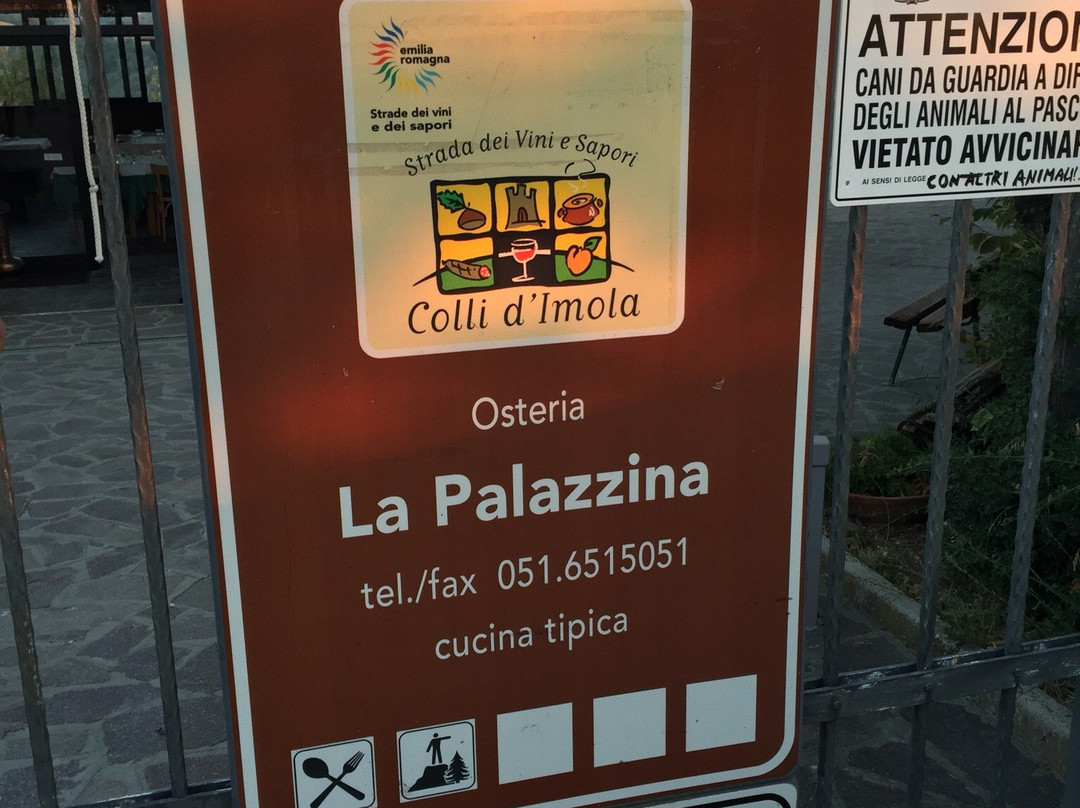 emilia
romagna
Strade dei vini
e dei sapori
Strada dei Vini e Sapori
Colli d'Imola
Osteria
La Palazzina
tel./fax 051.6515051
cucina tipica
ATTENZION
CANI DA GUARDIA A DIF
DEGLI ANIMALI AL PASC
VIETATO AVVICINAR
AI SENSI DI LEGGE CON ALTRI ANIMALI!